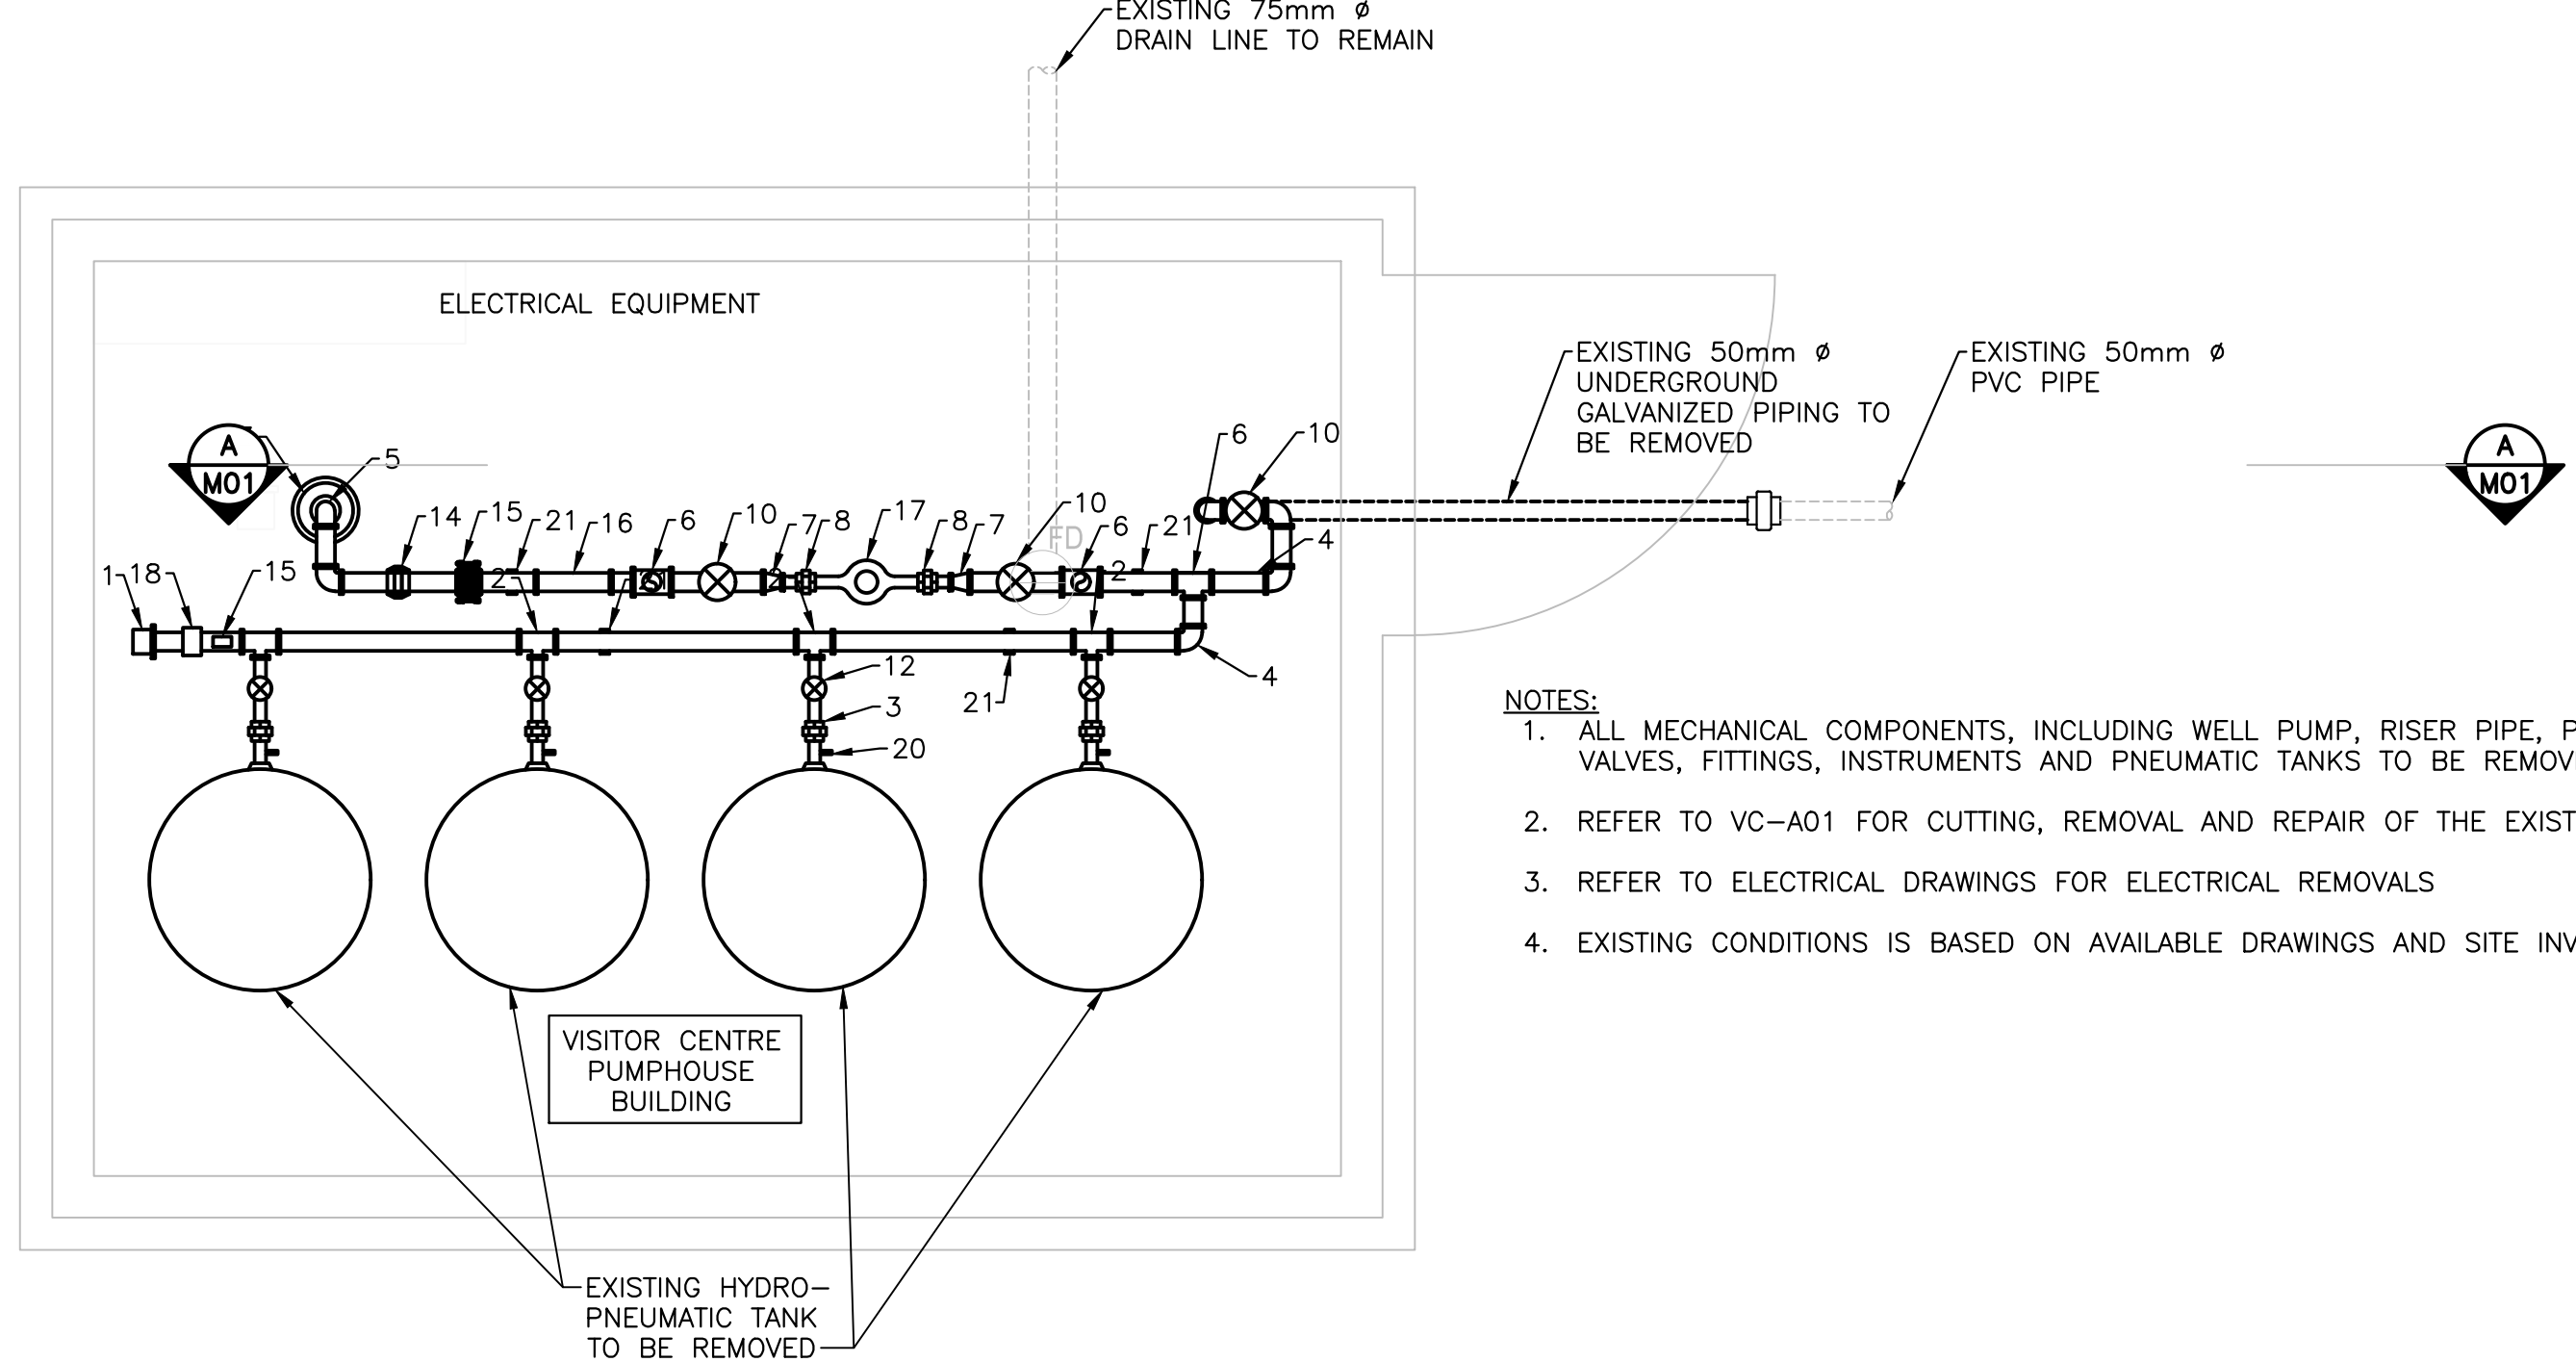 EXISTING 75mm ø
DRAIN LINE TO REMAIN
ELECTRICAL EQUIPMENT
EXISTING 50mm ø
UNDERGROUND
GALVANIZED PIPING TO
BE REMOVED
EXISTING 50mm ø
PVC PIPE
A
M01
A
M01
5
6
10
14
15
21
16
6
10
7
8
17
8
7
10
FD
6
21
4
1
18
15
2
21
2
2
12
3
20
21
4
NOTES:
1. ALL MECHANICAL COMPONENTS, INCLUDING WELL PUMP, RISER PIPE,
VALVES, FITTINGS, INSTRUMENTS AND PNEUMATIC TANKS TO BE
2. REFER TO VC-A01 FOR CUTTING, REMOVAL AND REPAIR OF THE
3. REFER TO ELECTRICAL DRAWINGS FOR ELECTRICAL REMOVALS
4. EXISTING CONDITIONS IS BASED ON AVAILABLE DRAWINGS AND SITE
VISITOR CENTRE
PUMPHOUSE
BUILDING
EXISTING HYDRO-
PNEUMATIC TANK
TO BE REMOVED